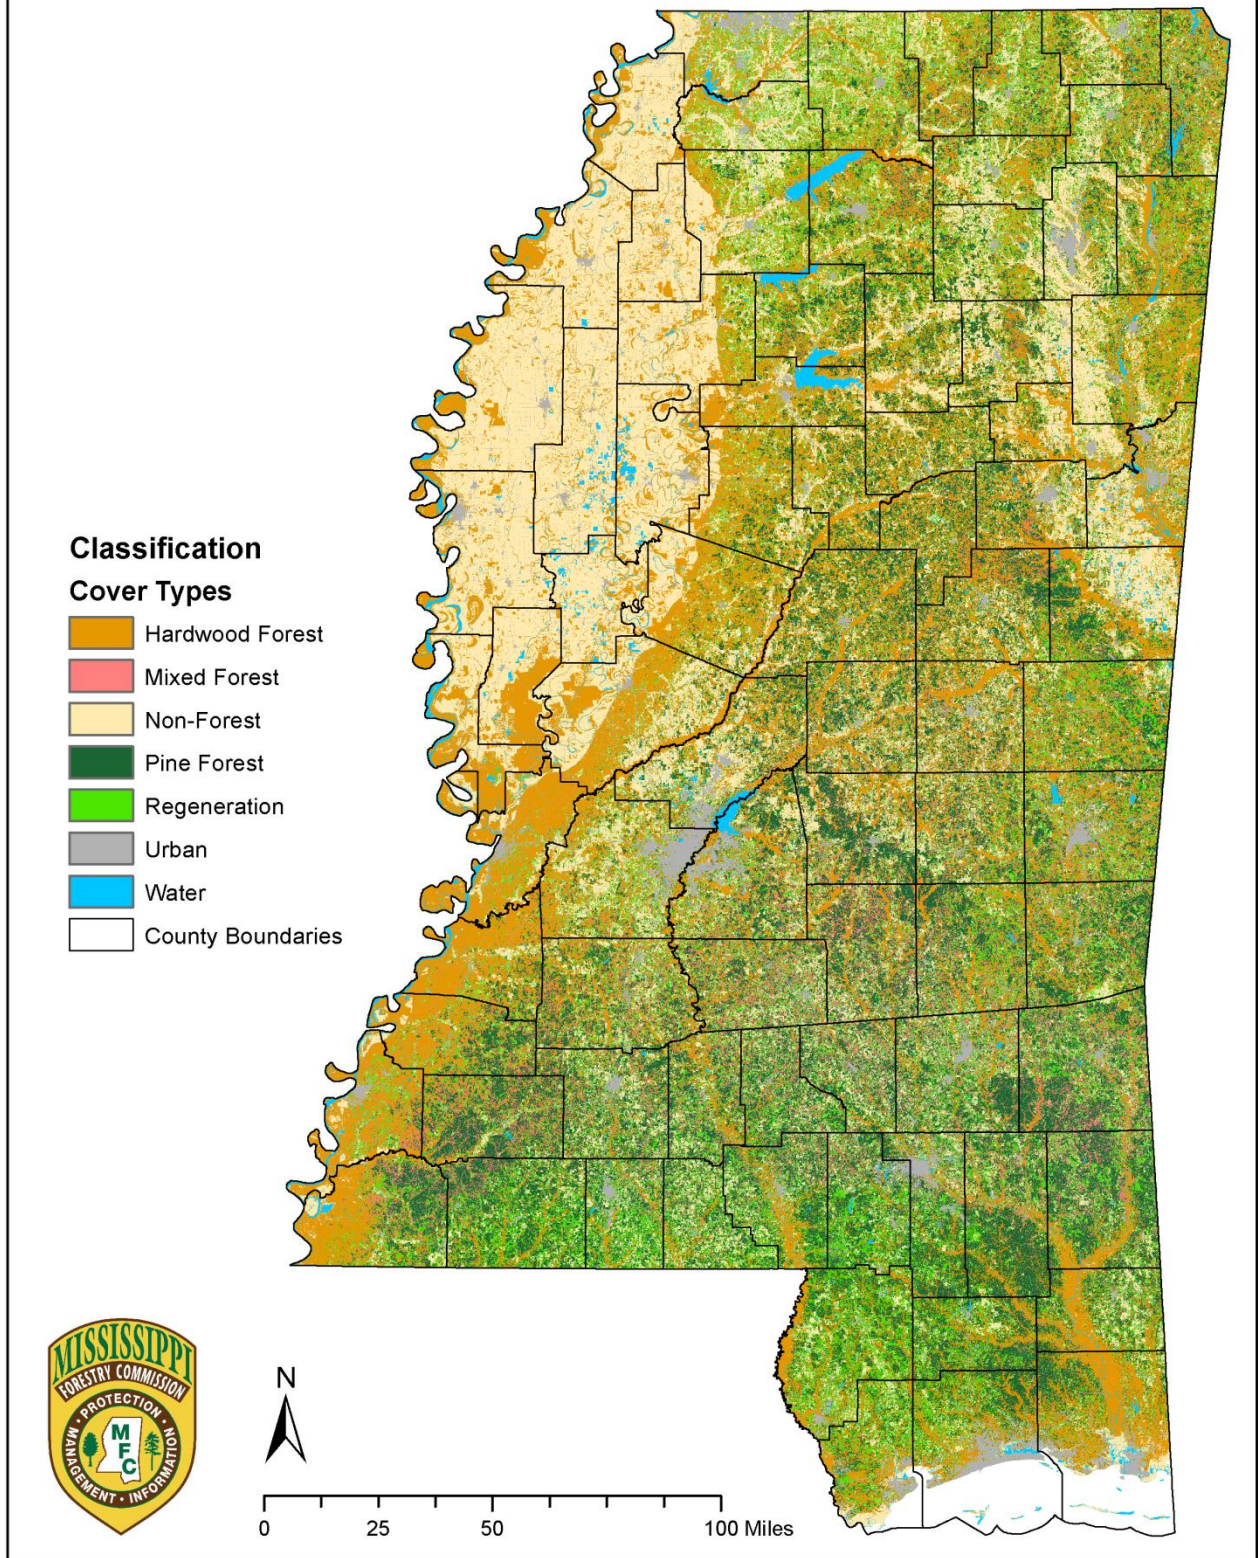 Classification
Cover Types
Hardwood Forest
Mixed Forest
Non-Forest
Pine Forest
Regeneration
Urban
Water
County Boundaries
MISSISSIPPI
FORESTRY COMMISSION
PROTECTION
MANAGEMENT • INFORMATION
M
F
C
N
0 25 50 100 Miles